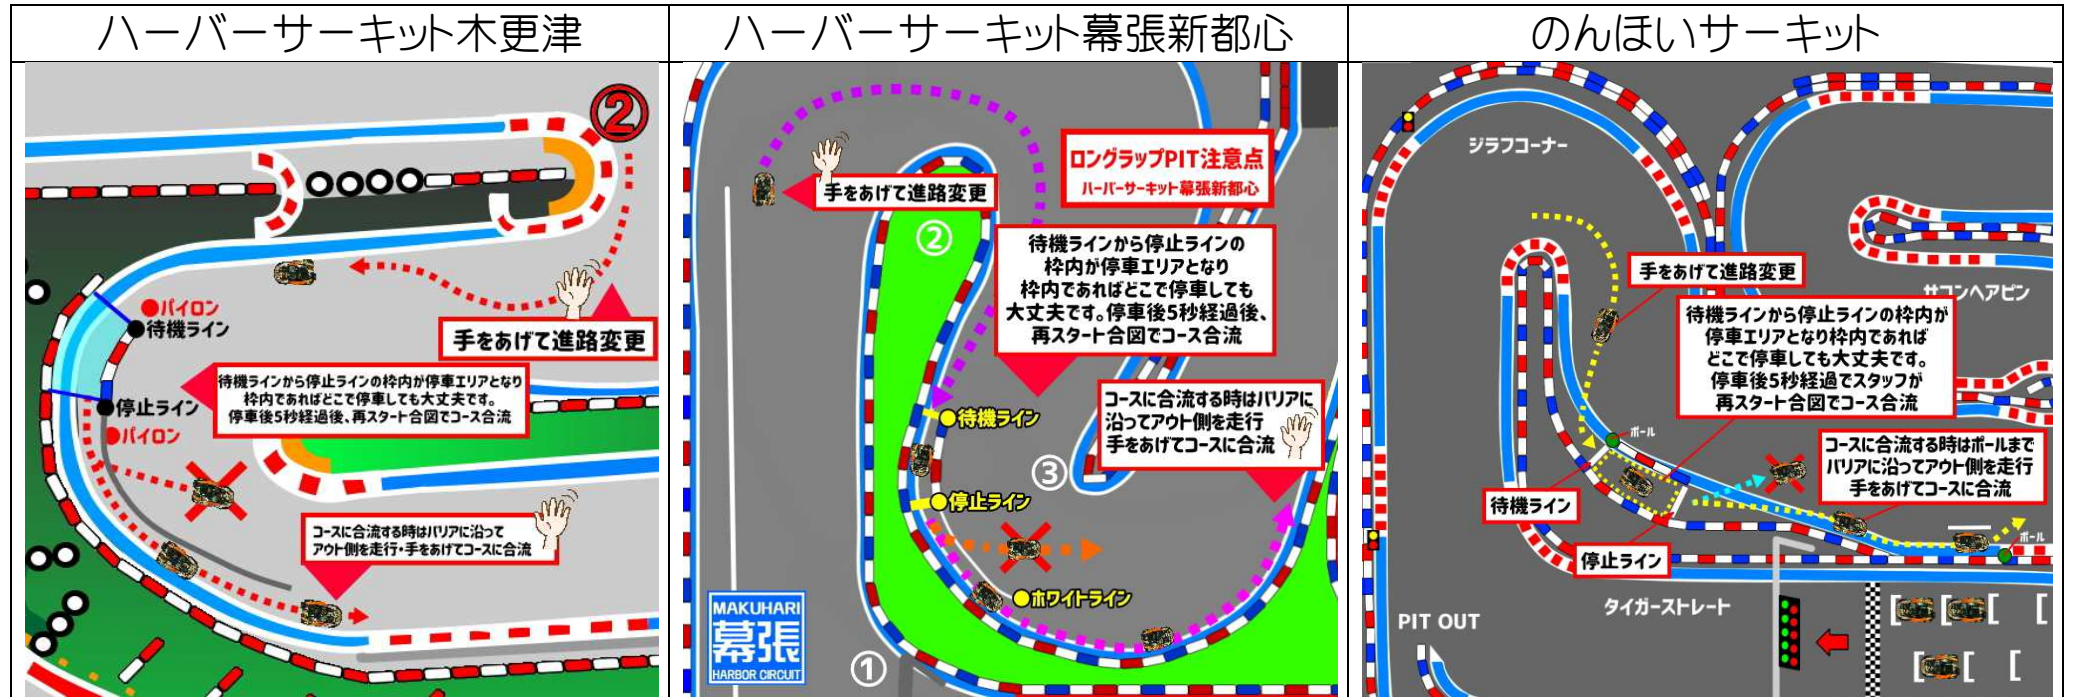 ハーバーサーキット木更津
ハーバーサーキット幕張新都心
のんほいサーキット
②
手をあげて進路変更
●パイロン
●待機ライン
待機ラインから停止ラインの枠内が停車エリアとなり
枠内であればどこで停車しても大丈夫です。
停車後5秒経過後、再スタート合図でコース合流
●停止ライン
●パイロン
コースに合流する時はバリアに沿って
アウト側を走行・手をあげてコースに合流
手をあげて進路変更
ロングラップPIT注意点
ハーバーサーキット幕張新都心
②
待機ラインから停止ラインの
枠内が停車エリアとなり
枠内であればどこで停車しても
大丈夫です。停車後5秒経過後、
再スタート合図でコース合流
コースに合流する時はバリアに
沿ってアウト側を走行
手をあげてコースに合流
待機ライン
③
停止ライン
ホワイトライン
①
MAKUHARI
幕張
HARBOR CIRCUIT
ジラフコーナー
手をあげて進路変更
サコンヘアピン
待機ラインから停止ラインの枠内が
停車エリアとなり枠内であれば
どこで停車しても大丈夫です。
停車後5秒経過でスタッフが
再スタート合図でコース合流
ポール
コースに合流する時はポールまで
バリアに沿ってアウト側を走行
手をあげてコースに合流
待機ライン
ポール
停止ライン
タイガーストレート
PIT OUT